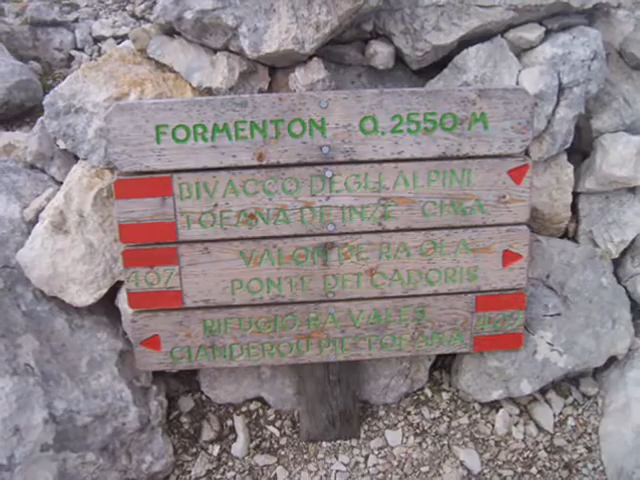 FORMENTON Q.2550 M
BIVACCO DEGLI ALPINI
TOFANA DE INZE CIMA
407 VALON DE RA OLA
PONTE DEI CADORIS
RIFUGIO RA VALES
CIANDEROU PIE TOFANA